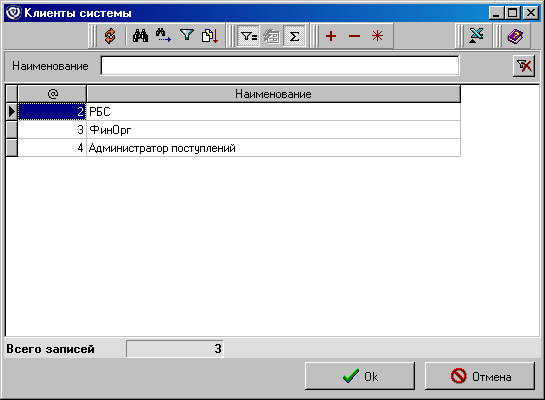 Клиенты системы
Наименование
@ Наименование
2 РБС
3 ФинОрг
4 Администратор поступлений
Всего записей 3
Ok Отмена